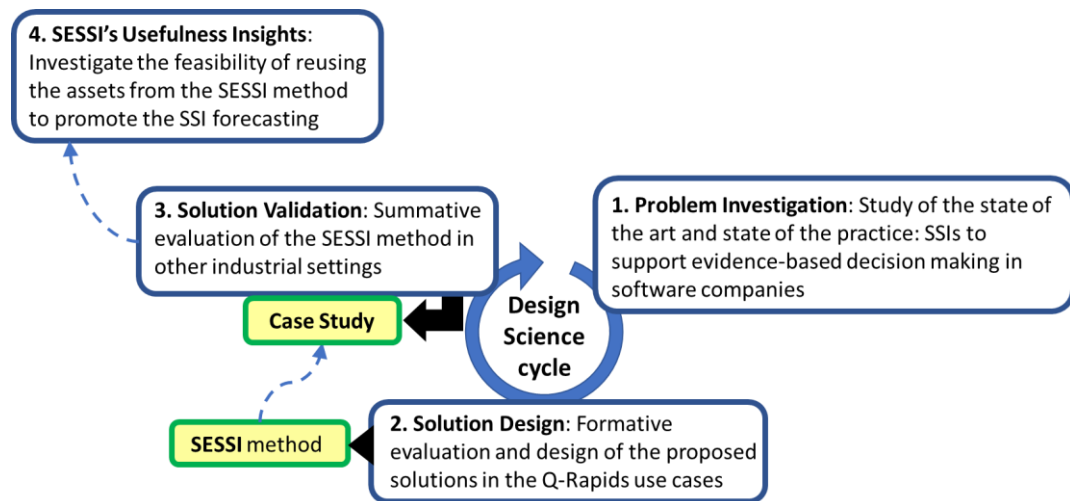 4. SESSI's Usefulness Insights:
Investigate the feasibility of reusing
the assets from the SESSI method
to promote the SSI forecasting
3. Solution Validation: Summative
evaluation of the SESSI method in
other industrial settings
1. Problem Investigation: Study of the state of
the art and state of the practice: SSIs to
support evidence-based decision making in
software companies
Case Study
Design
Science
cycle
SESSI method
2. Solution Design: Formative
evaluation and design of the proposed
solutions in the Q-Rapids use cases